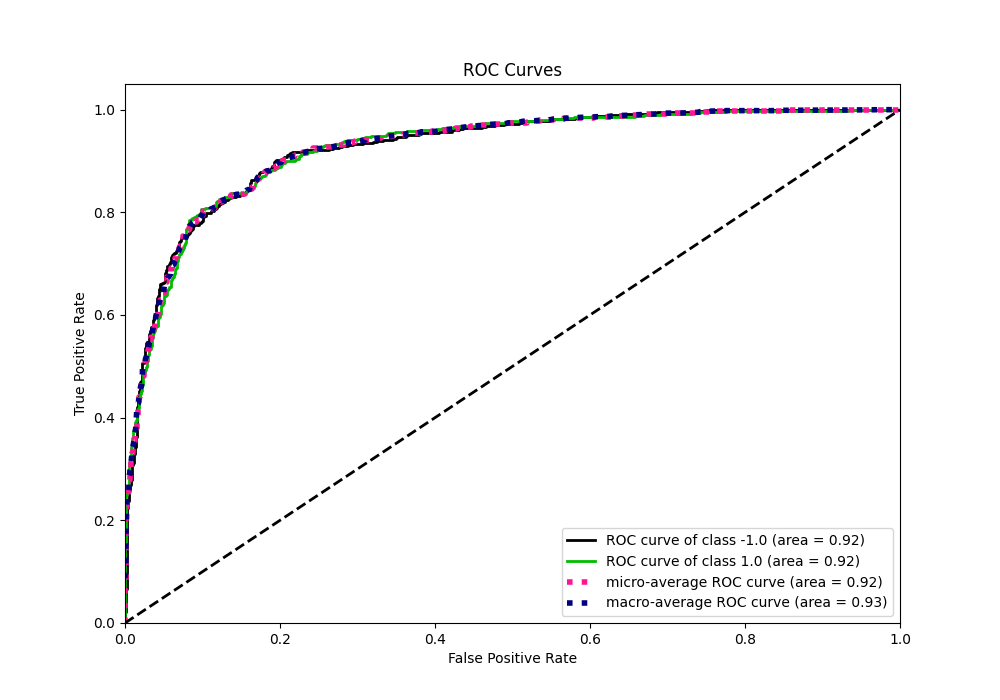 ROC Curves
True Positive Rate
1.0
0.8
0.6
0.4
0.2
0.0
ROC curve of class -1.0 (area = 0.92)
ROC curve of class 1.0 (area = 0.92)
micro-average ROC curve (area = 0.92)
macro-average ROC curve (area = 0.93)
0.0 0.2 0.4 0.6 0.8 1.0
False Positive Rate